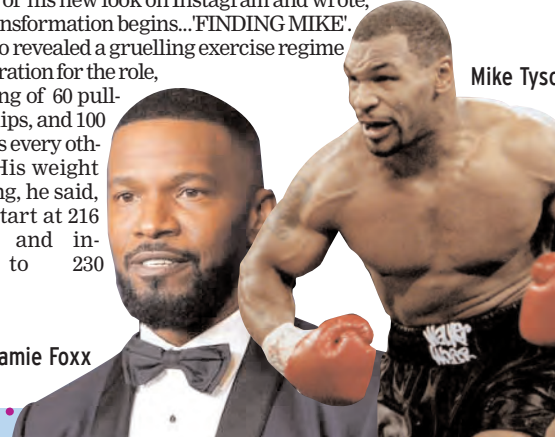 or his new look on Instagram and wrote,
nsformation begins...'FINDING MIKE'.
o revealed a gruelling exercise regime
ration for the role,
ng of 60 pull-
ips, and 100
s every oth-
His weight
ng, he said,
tart at 216
and in-
to 230
Mike Tyso
amie Foxx